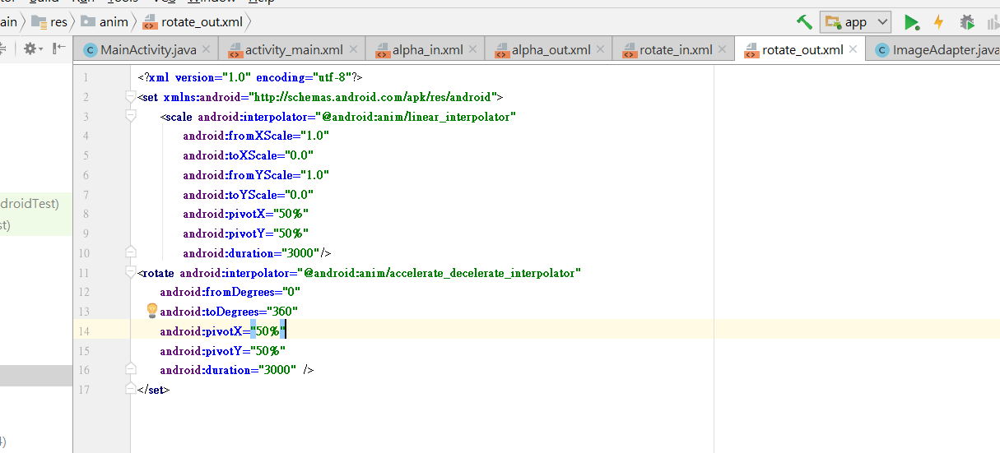 ain res anim rotate_out.xml app
MainActivity.java activity_main.xml alpha_in.xml alpha_out.xml rotate_in.xml rotate_out.xml ImageAdapter.java
1 <?xml version="1.0" encoding="utf-8"?>
2 <set xmlns:android="http://schemas.android.com/apk/res/android">
3 <scale android:interpolator="@android:anim/linear_interpolator"
4 android:fromXScale="1.0"
5 android:toXScale="0.0"
6 android:fromYScale="1.0"
7 android:toYScale="0.0"
8 android:pivotX="50%"
9 android:pivotY="50%"
10 android:duration="3000"/>
11 <rotate android:interpolator="@android:anim/accelerate_decelerate_interpolator"
12 android:fromDegrees="0"
13 android:toDegrees="360"
14 android:pivotX="50%"
15 android:pivotY="50%"
16 android:duration="3000" />
17 </set>
droidTest)
st)